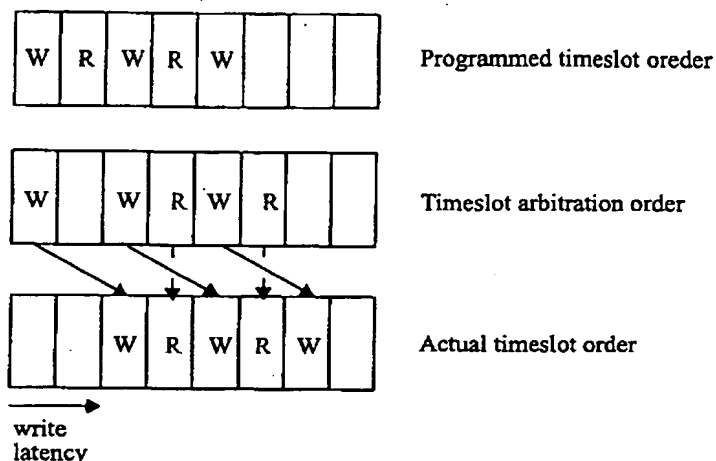 W R W R W
Programmed timeslot oreder
W W R W R
Timeslot arbitration order
W R W R W
Actual timeslot order
write
latency